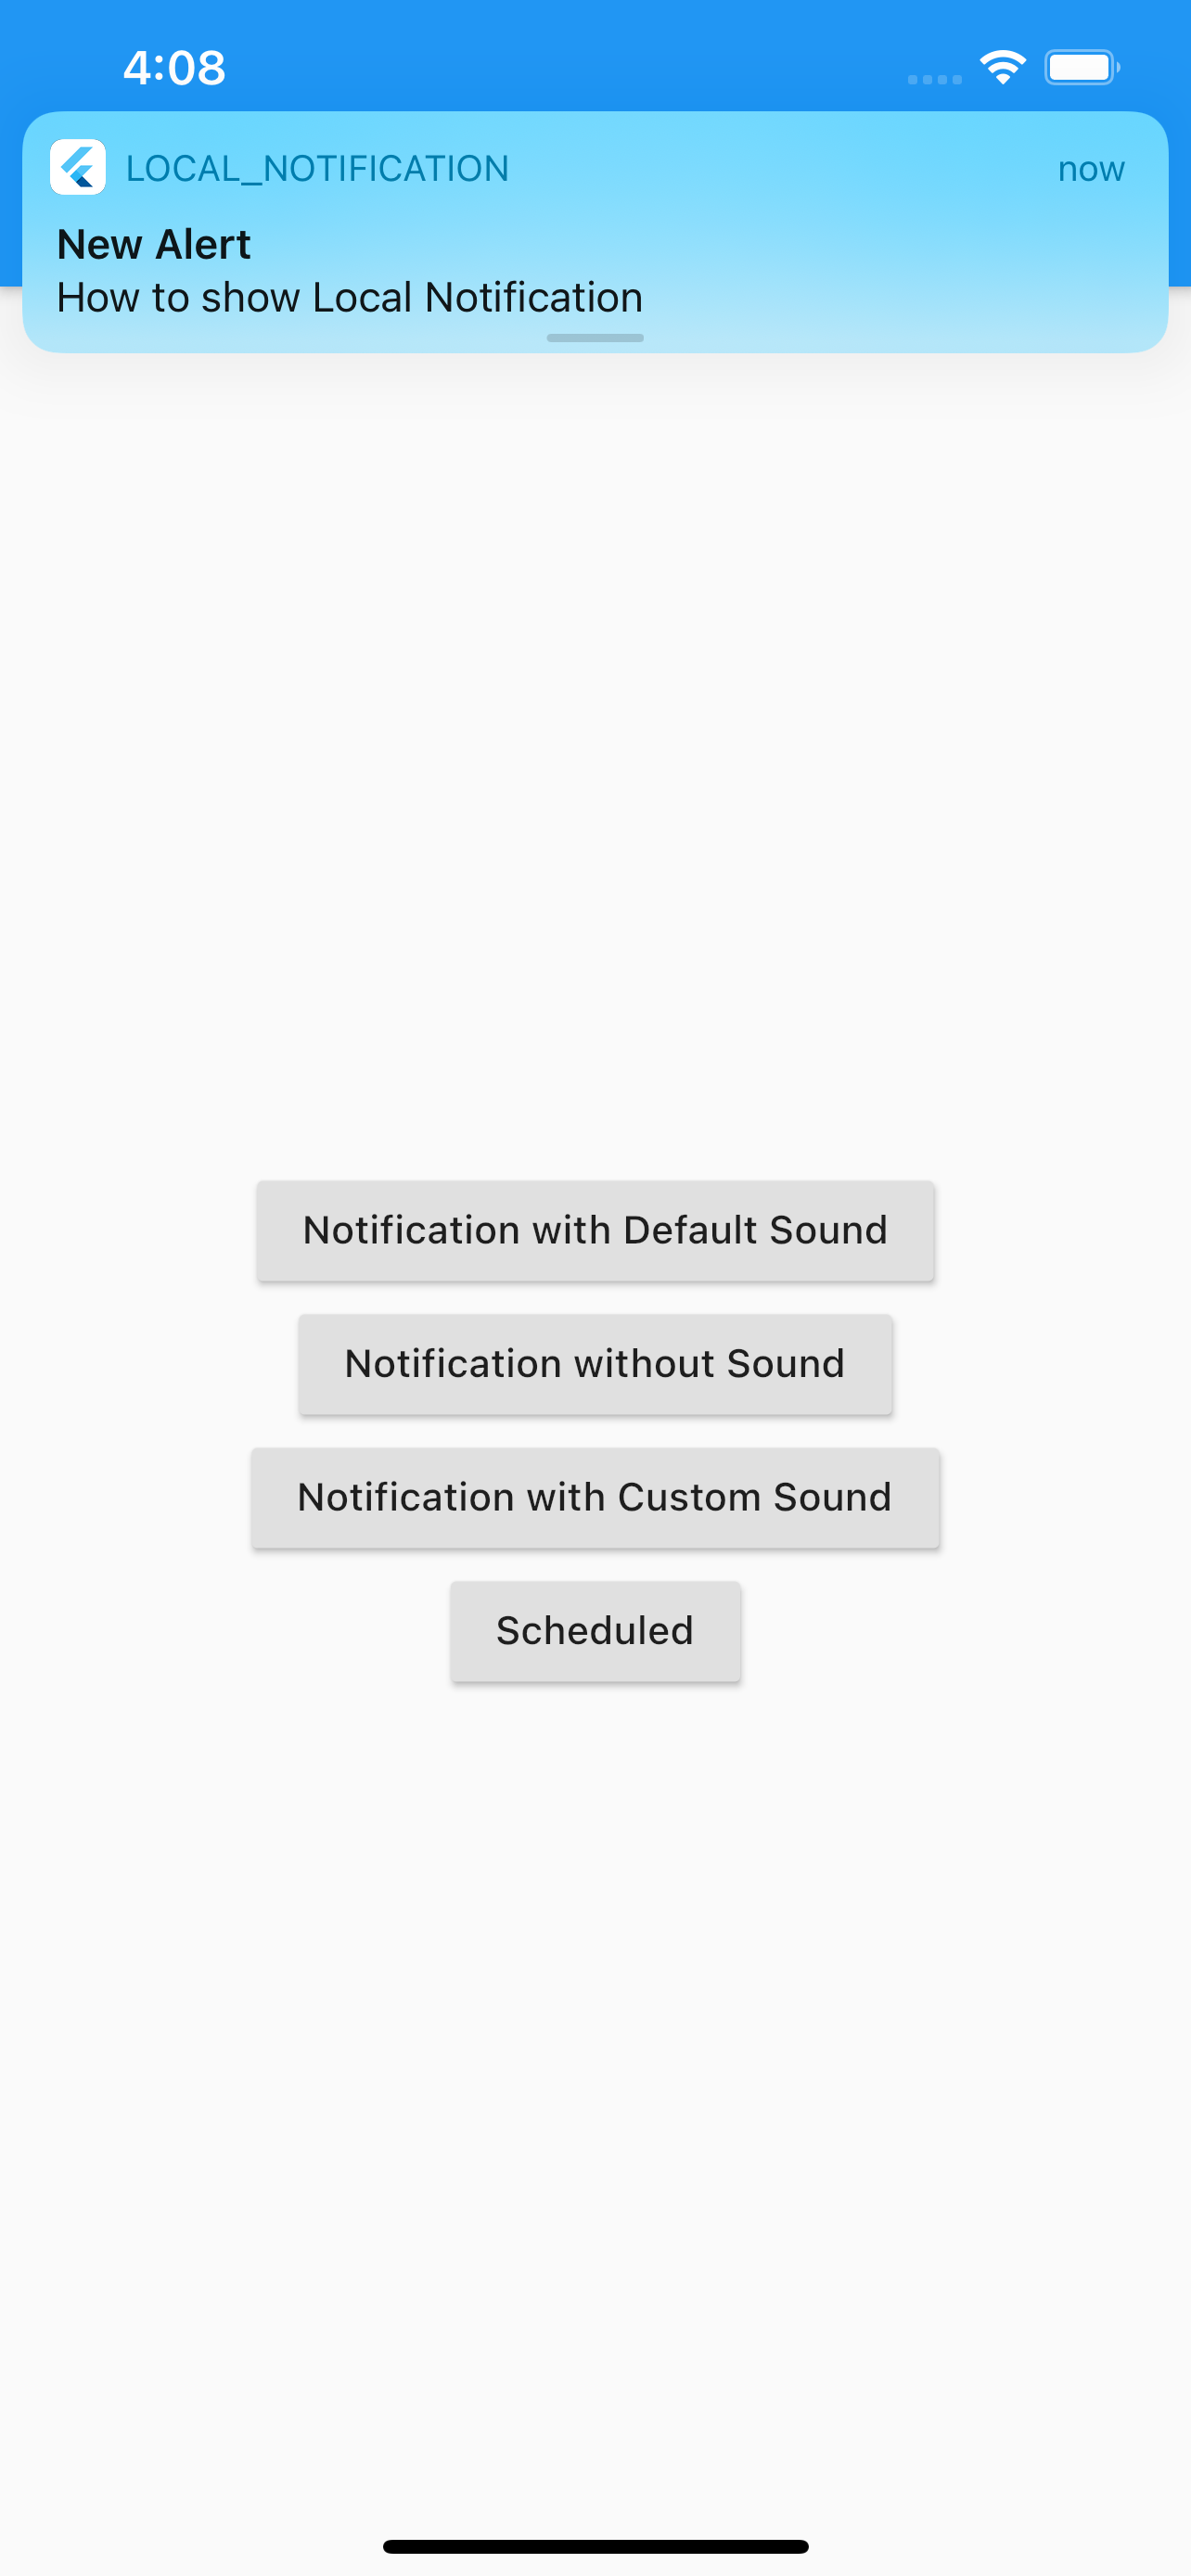 4:08
LOCAL_NOTIFICATION now
New Alert
How to show Local Notification
Notification with Default Sound
Notification without Sound
Notification with Custom Sound
Scheduled